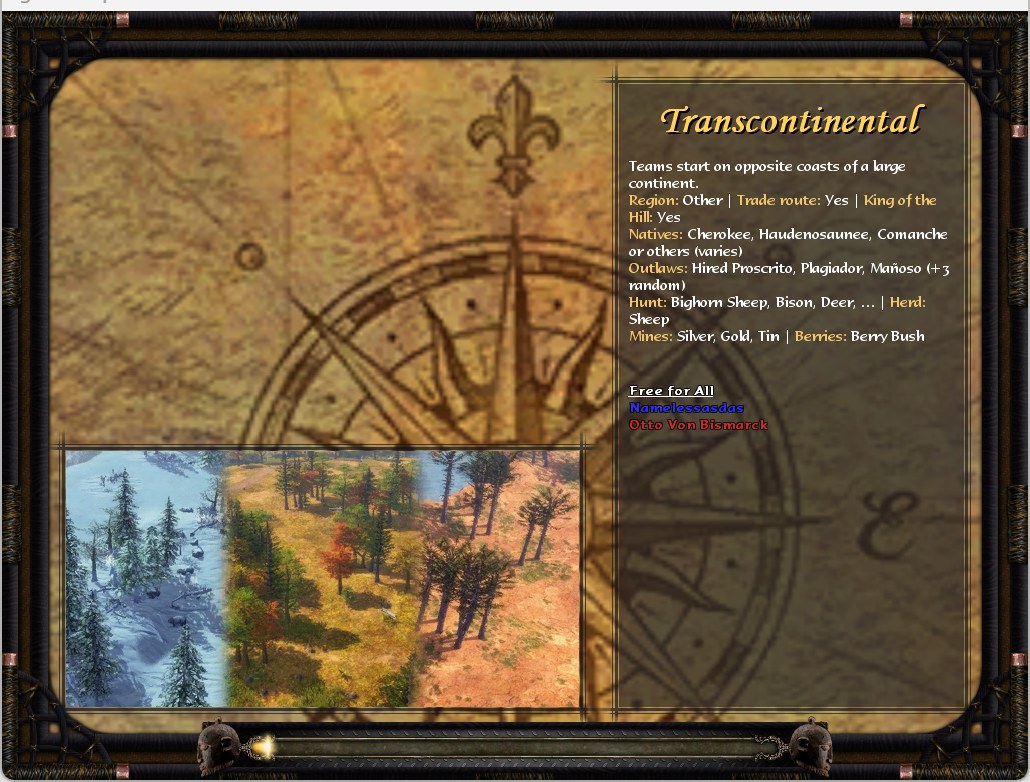 Transcontinental
Teams start on opposite coasts of a large
continent.
Region: Other | Trade route: Yes | King of the
Hill: Yes
Natives: Cherokee, Haudenosaunee, Comanche
or others (varies)
Outlaws: Hired Proscrito, Plagiador, Mañoso (+3
random)
Hunt: Bighorn Sheep, Bison, Deer, ... | Herd:
Sheep
Mines: Silver, Gold, Tin | Berries: Berry Bush
Free for All
Namelessasdas
Otto Von Bismarck
E